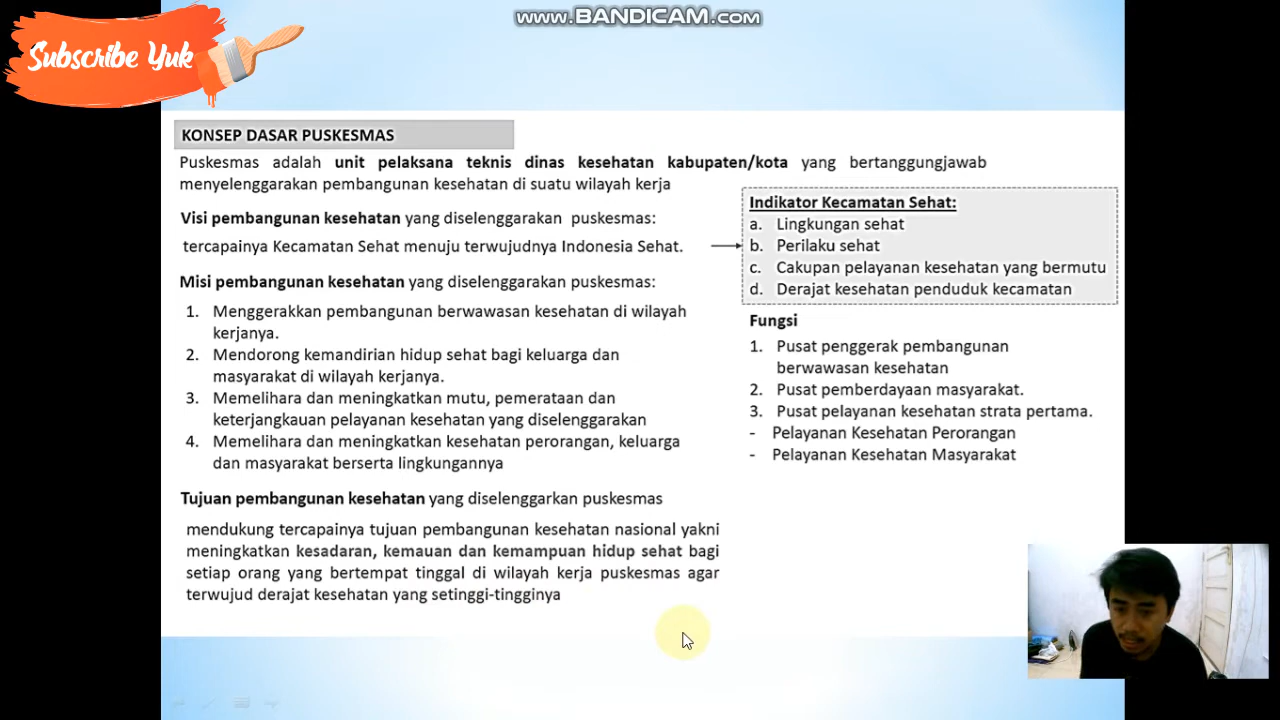 Subscribe Yuk
www.BANDICAM.com
KONSEP DASAR PUSKESMAS
Puskesmas adalah unit pelaksana teknis dinas kesehatan kabupaten/kota yang bertanggungjawab
menyelenggarakan pembangunan kesehatan di suatu wilayah kerja
Visi pembangunan kesehatan yang diselenggarakan puskesmas:
tercapainya Kecamatan Sehat menuju terwujudnya Indonesia Sehat.
Misi pembangunan kesehatan yang diselenggarakan puskesmas:
1. Menggerakkan pembangunan berwawasan kesehatan di wilayah
kerjanya.
2. Mendorong kemandirian hidup sehat bagi keluarga dan
masyarakat di wilayah kerjanya.
3. Memelihara dan meningkatkan mutu, pemerataan dan
keterjangkauan pelayanan kesehatan yang diselenggarakan
4. Memelihara dan meningkatkan kesehatan perorangan, keluarga
dan masyarakat berserta lingkungannya
Tujuan pembangunan kesehatan yang diselenggarkan puskesmas
mendukung tercapainya tujuan pembangunan kesehatan nasional yakni
meningkatkan kesadaran, kemauan dan kemampuan hidup sehat bagi
setiap orang yang bertempat tinggal di wilayah kerja puskesmas agar
terwujud derajat kesehatan yang setinggi-tingginya
Indikator Kecamatan Sehat:
a. Lingkungan sehat
b. Perilaku sehat
c. Cakupan pelayanan kesehatan yang bermutu
d. Derajat kesehatan penduduk kecamatan
Fungsi
1. Pusat penggerak pembangunan
berwawasan kesehatan
2. Pusat pemberdayaan masyarakat.
3. Pusat pelayanan kesehatan strata pertama.
- Pelayanan Kesehatan Perorangan
- Pelayanan Kesehatan Masyarakat